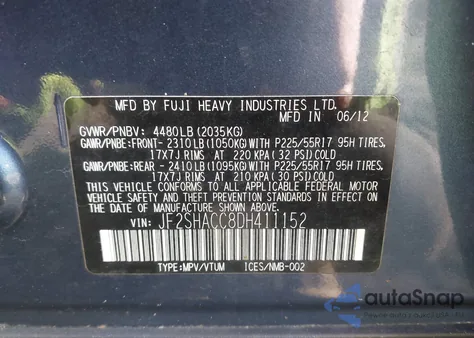 MFD. BY FUJI HEAVY INDUSTRIES LTD.
MFD IN 06/12
GVWR/PNBV: 4480LB (2035KG)
GAWR/PNBE:FRONT- 2310LB(1050KG)WITH P225/55R17 95H TIRES,
17X7J RIMS AT 220 KPA (32 PSI)COLD
GAWR/PNBE:REAR - 2410LB(1095KG)WITH P225/55R17 95H TIRES,
17X7J RIMS AT 210 KPA(30 PSI)COLD
THIS VEHICLE CONFORMS TO ALL APPLICABLE FEDERAL MOTOR
VEHICLE SAFETY AND THEFT PREVENTION STANDARDS IN
EFFECT ON THE DATE OF MANUFACTURE SHOWN ABOVE.
VIN: JF2SHACC8DH411152
TYPE:MPV/VTUM ICES/NMB-002
autoSnap